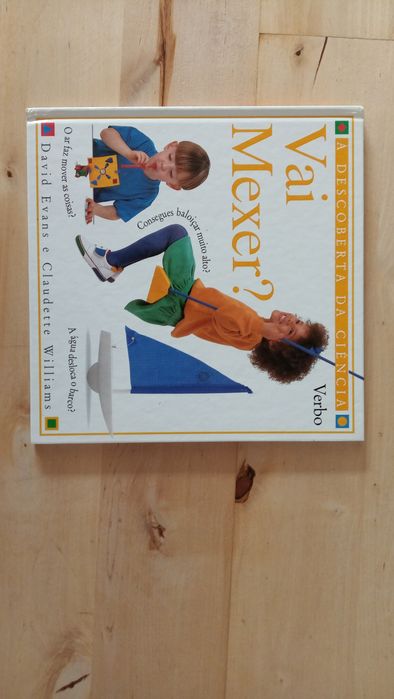 A DESCOBERTA DA CIÊNCIA
Vai
Mexer?
Verbo
Consegues baloiçar muito alto?
O ar faz mover as coisas?
A água desloca o barco?
David Evans e Claudette Williams